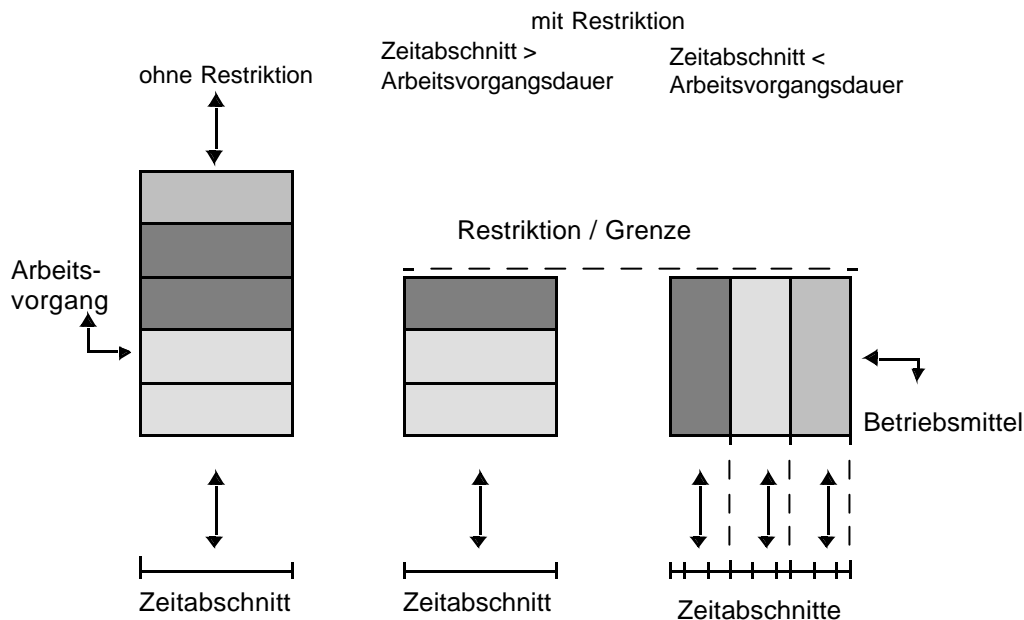 mit Restriktion
ohne Restriktion
Zeitabschnitt >
Arbeitsvorgangsdauer
Zeitabschnitt <
Arbeitsvorgangsdauer
Restriktion / Grenze
Arbeits-
vorgang
Betriebsmittel
Zeitabschnitt
Zeitabschnitt
Zeitabschnitte